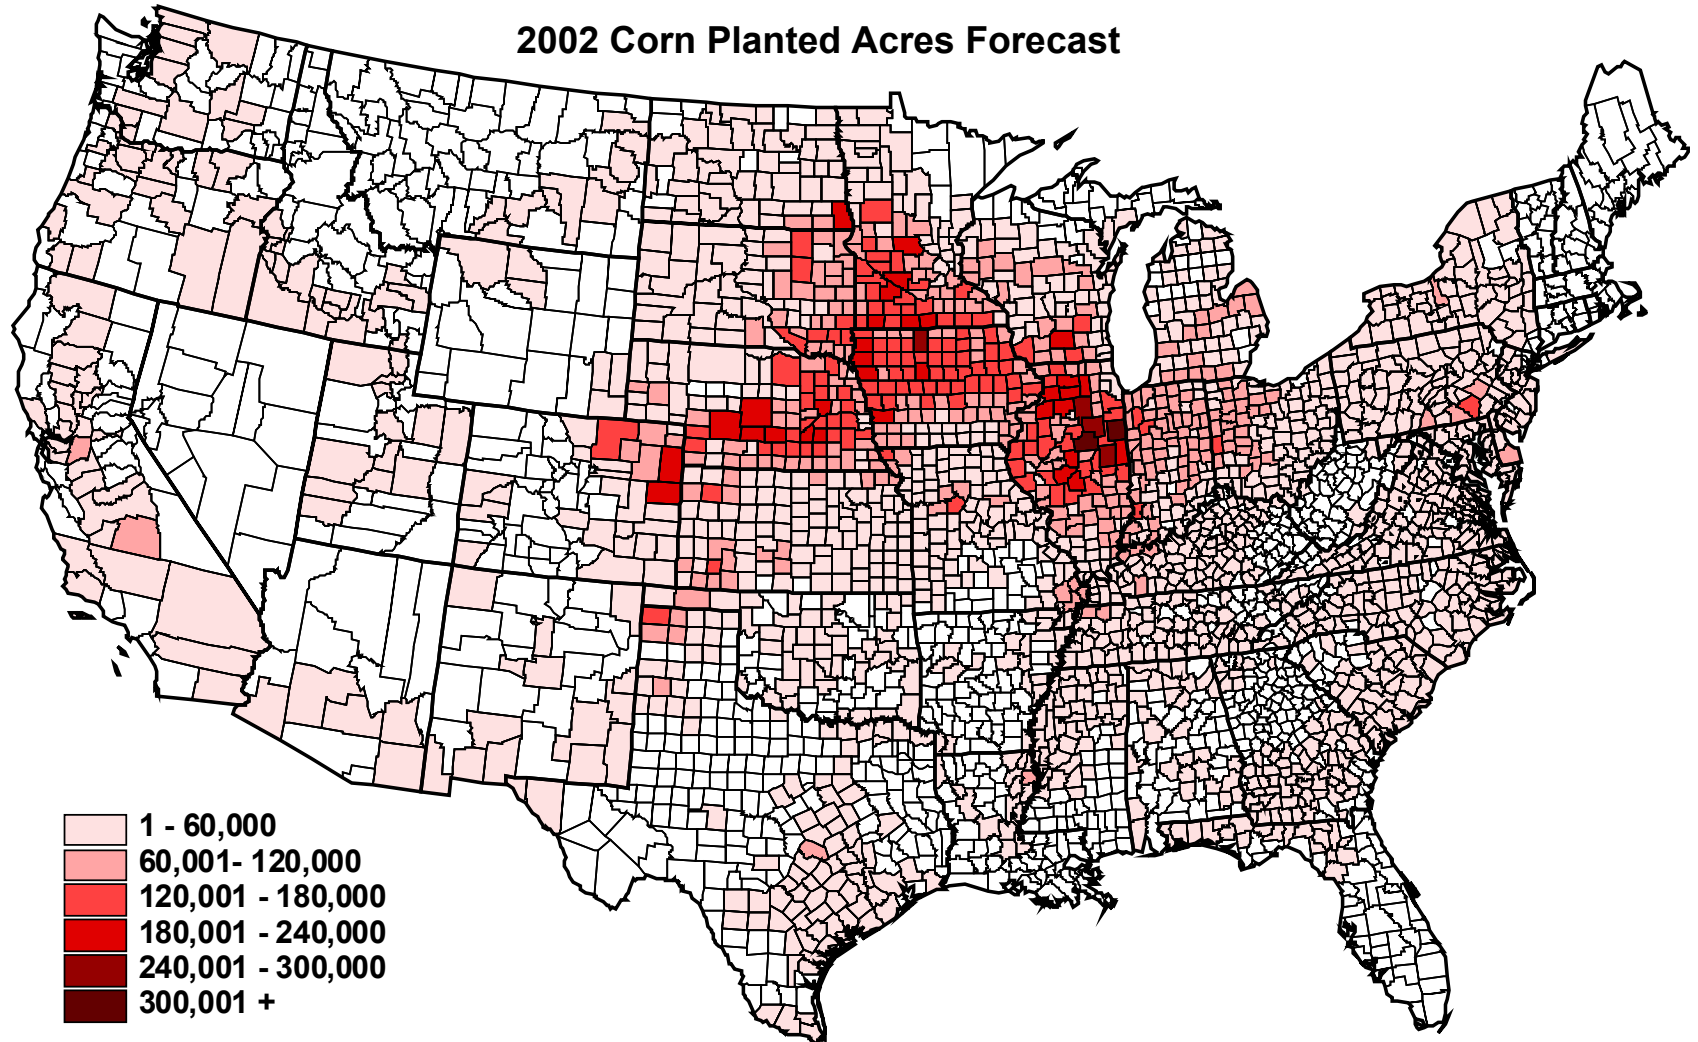 2002 Corn Planted Acres Forecast
1 - 60,000
60,001- 120,000
120,001 - 180,000
180,001 - 240,000
240,001 - 300,000
300,001 +